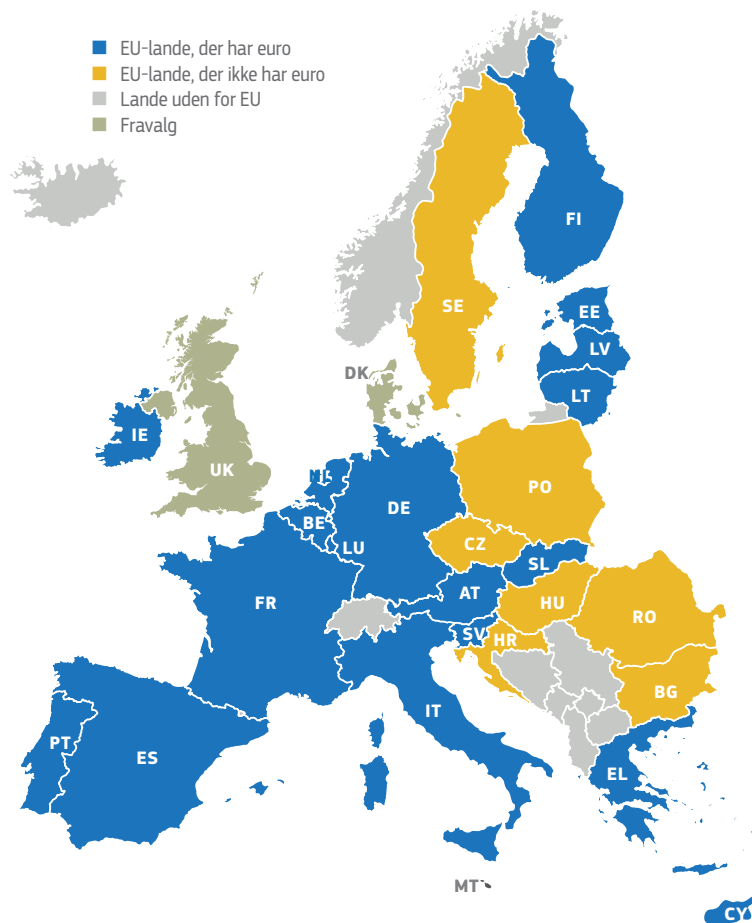 EU-lande, der har euro
EU-lande, der ikke har euro
Lande uden for EU
Fravalg
FI
SE
EE
LV
DK
LT
IE
UK
NL
PO
DE
BE
CZ
LU
SL
AT
FR
HU
RO
SV
HR
BG
IT
PT
ES
EL
MT
CY